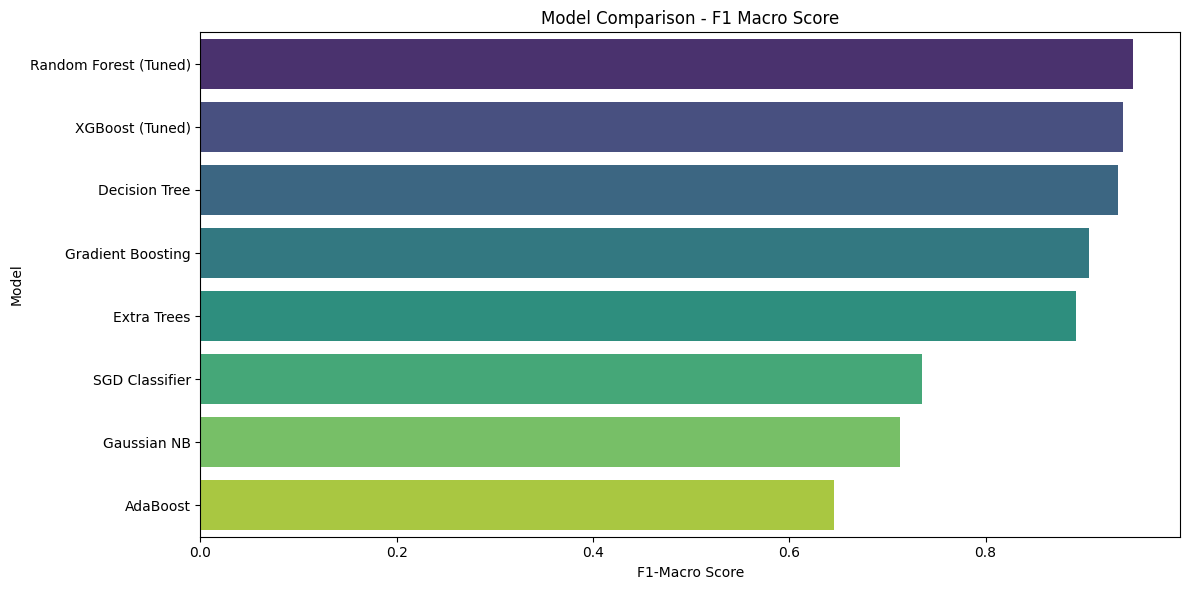 Model Comparison - F1 Macro Score
Random Forest (Tuned)
XGBoost (Tuned)
Decision Tree
Gradient Boosting
Extra Trees
SGD Classifier
Gaussian NB
AdaBoost
Model
0.0 0.2 0.4 0.6 0.8
F1-Macro Score